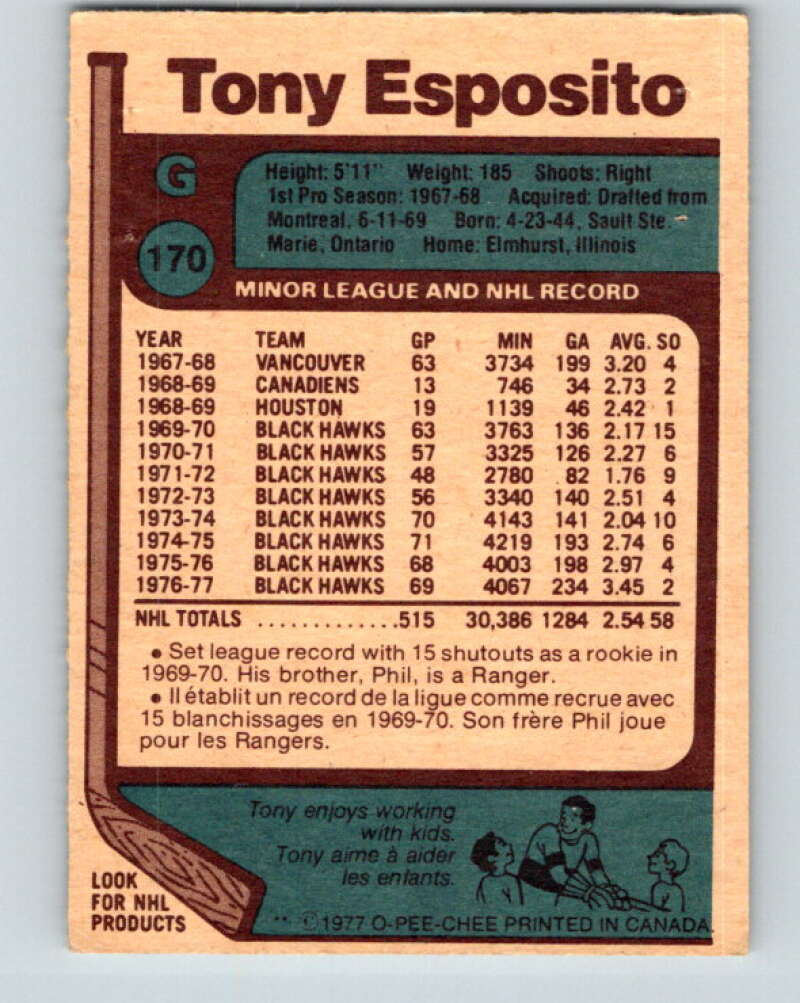 Tony Esposito
G
170
Height: 5'11" Weight: 185 Shoots: Right
1st Pro Season: 1967-68 Acquired: Drafted from
Montreal, 6-11-69 Born: 4-23-44, Sault Ste.
Marie, Ontario Home: Elmhurst, Illinois
MINOR LEAGUE AND NHL RECORD
YEAR TEAM GP MIN GA AVG. SO
1967-68 VANCOUVER 63 3734 199 3.20 4
1968-69 CANADIENS 13 746 34 2.73 2
1968-69 HOUSTON 19 1139 46 2.42 1
1969-70 BLACK HAWKS 63 3763 136 2.17 15
1970-71 BLACK HAWKS 57 3325 126 2.27 6
1971-72 BLACK HAWKS 48 2780 82 1.76 9
1972-73 BLACK HAWKS 56 3340 140 2.51 4
1973-74 BLACK HAWKS 70 4143 141 2.04 10
1974-75 BLACK HAWKS 71 4219 193 2.74 6
1975-76 BLACK HAWKS 68 4003 198 2.97 4
1976-77 BLACK HAWKS 69 4067 234 3.45 2
NHL TOTALS .............515 30,386 1284 2.54 58
• Set league record with 15 shutouts as a rookie in
1969-70. His brother, Phil, is a Ranger.
• Il établit un record de la ligue comme recrue avec
15 blanchissages en 1969-70. Son frère Phil joue
pour les Rangers.
Tony enjoys working
with kids.
Tony aime à aider
les enfants.
LOOK
FOR NHL
PRODUCTS
** ©1977 O-PEE-CHEE PRINTED IN CANADA.